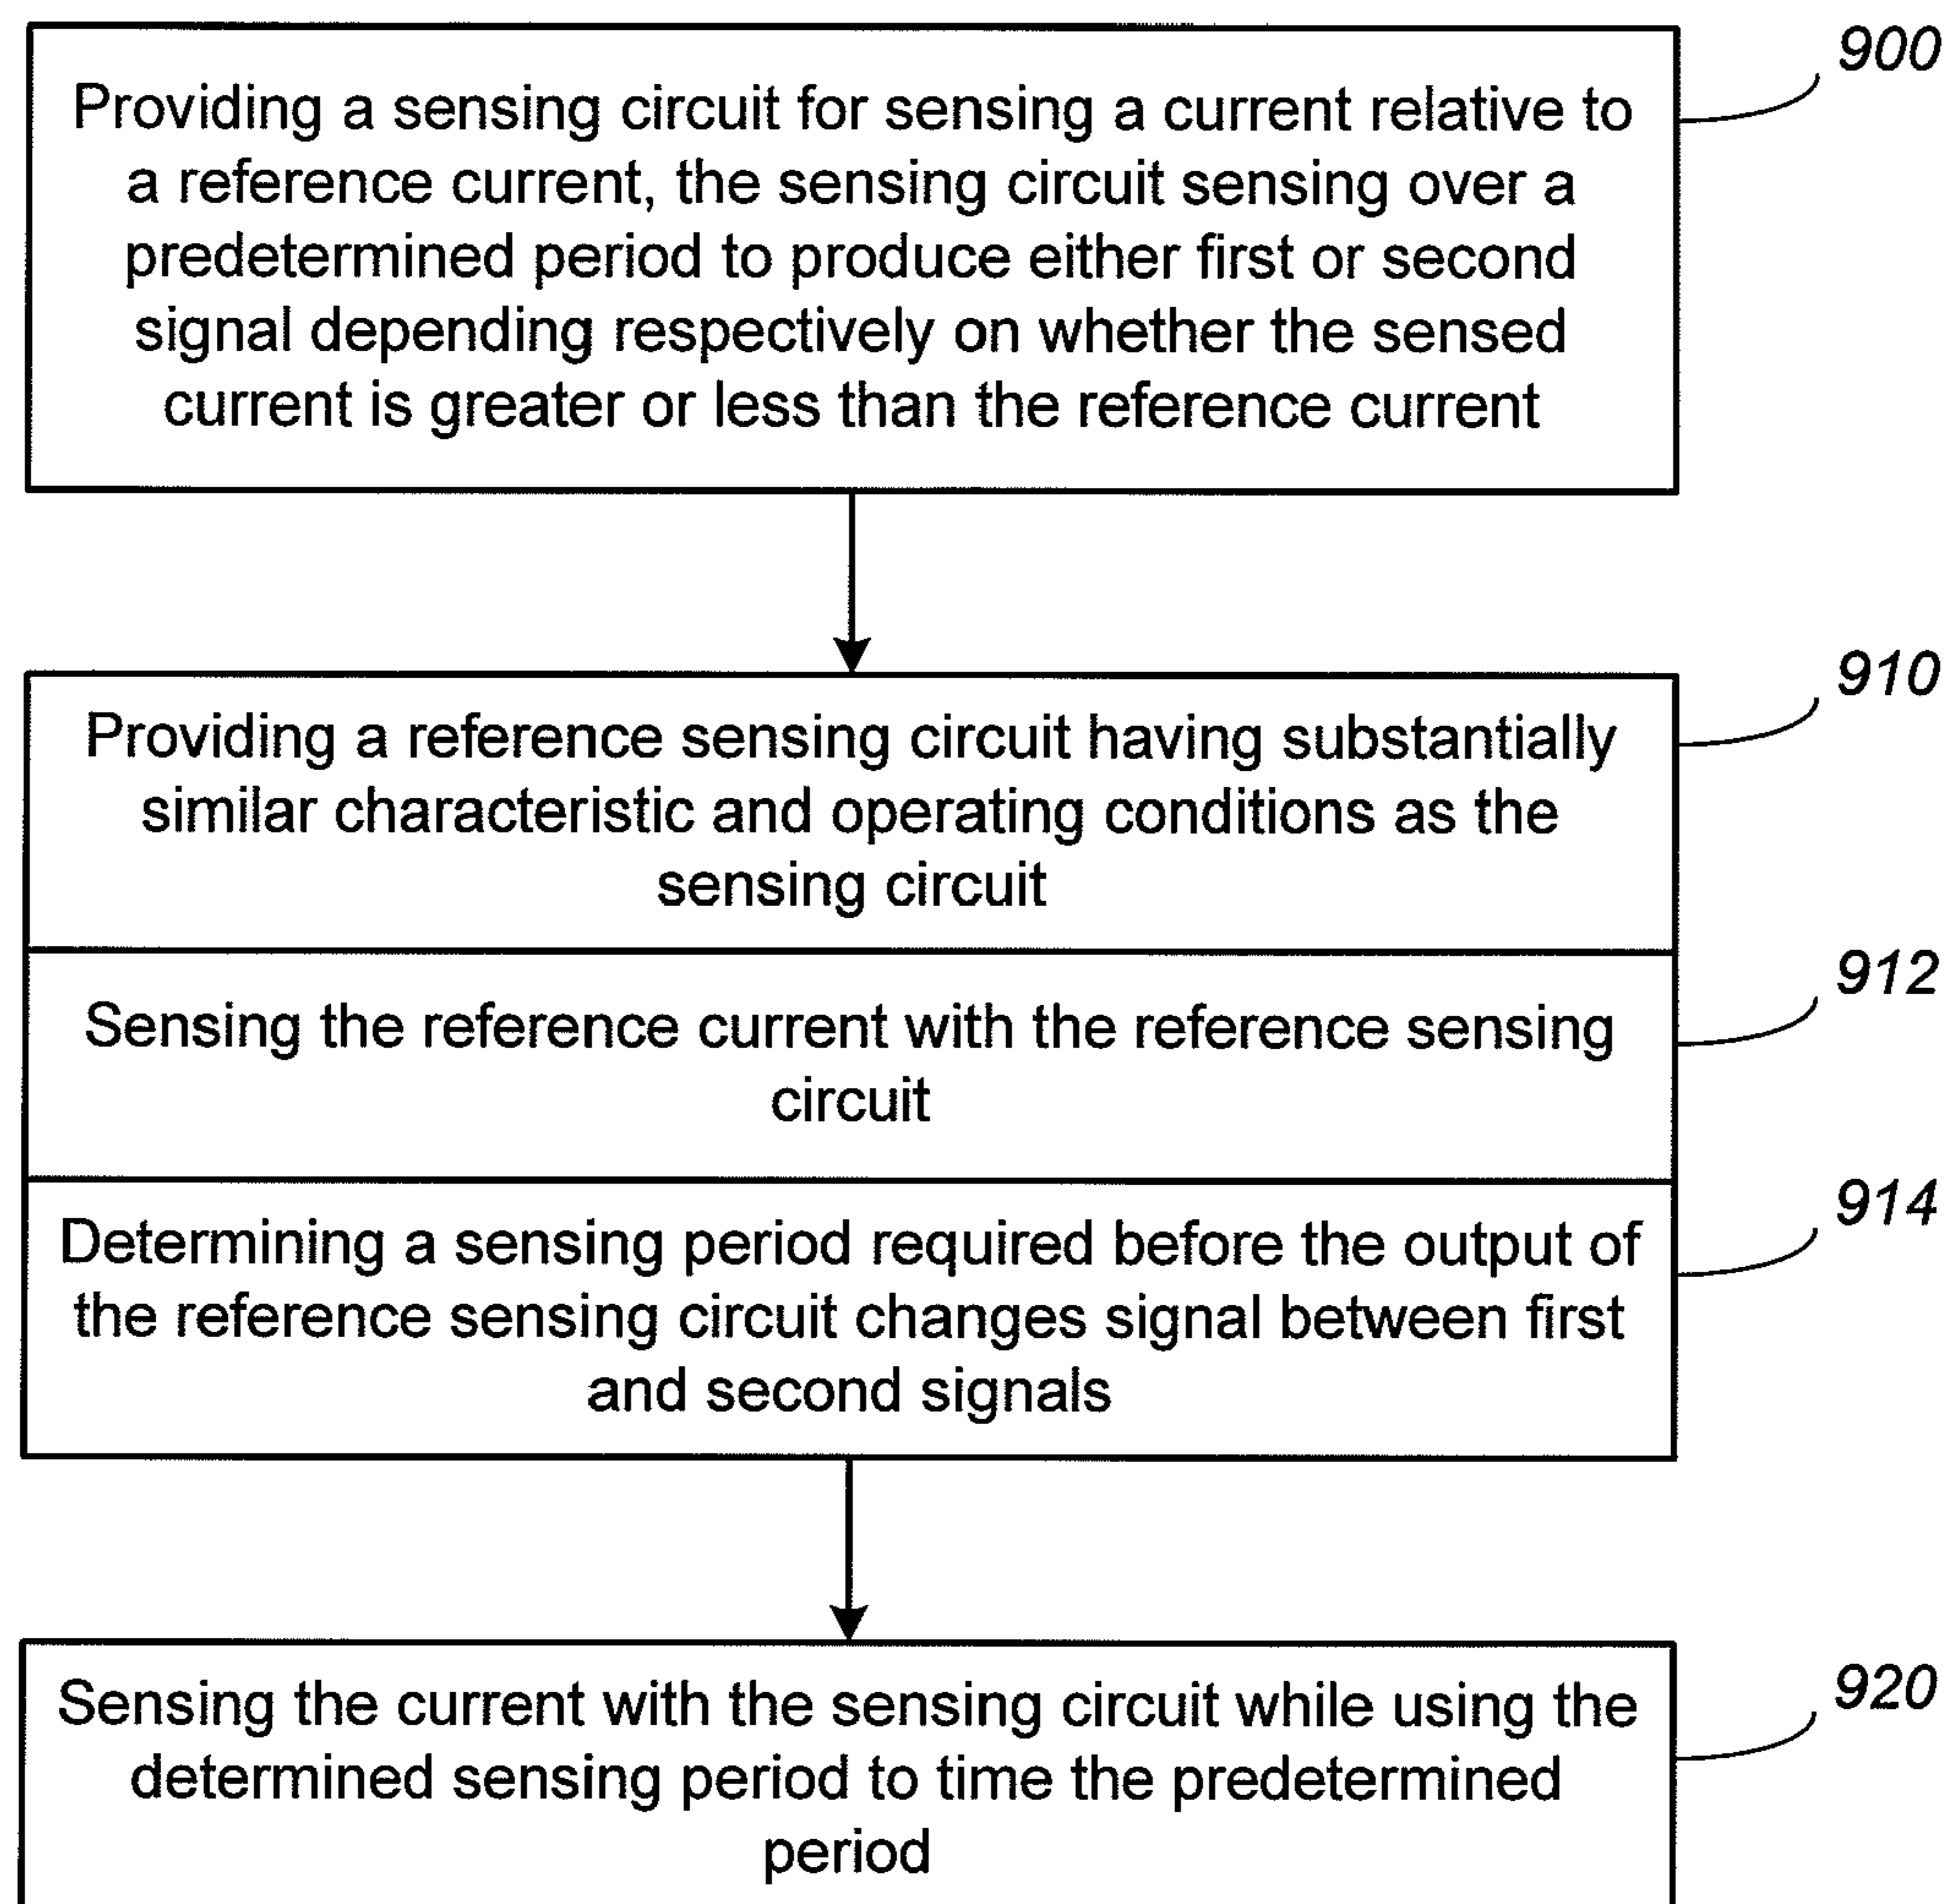 900
Providing a sensing circuit for sensing a current relative to
a reference current, the sensing circuit sensing over a
predetermined period to produce either first or second
signal depending respectively on whether the sensed
current is greater or less than the reference current
910
Providing a reference sensing circuit having substantially
similar characteristic and operating conditions as the
sensing circuit
912
Sensing the reference current with the reference sensing
circuit
914
Determining a sensing period required before the output of
the reference sensing circuit changes signal between first
and second signals
920
Sensing the current with the sensing circuit while using the
determined sensing period to time the predetermined
period